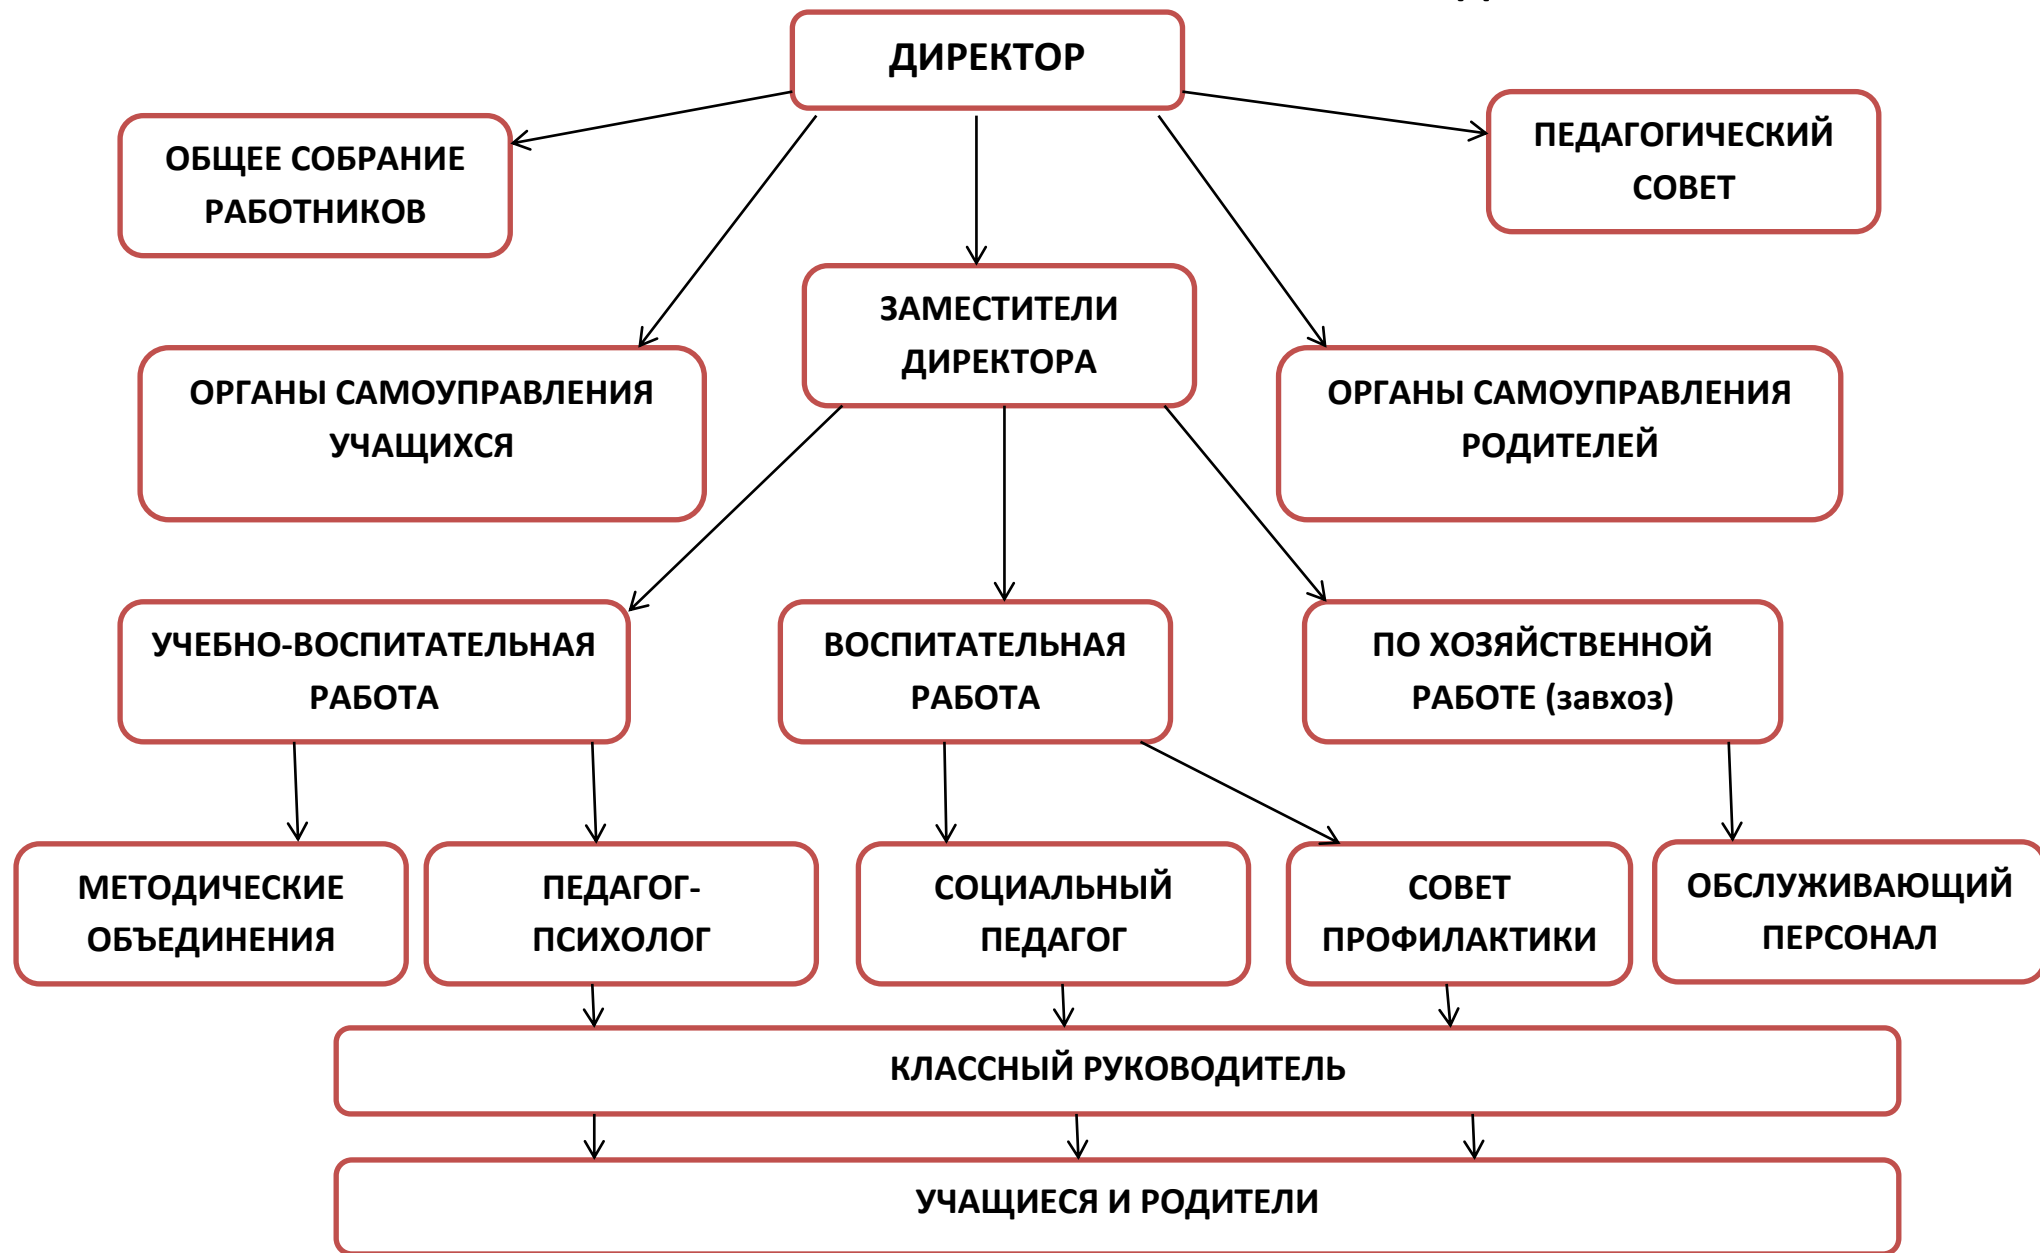 ДИРЕКТОР
ОБЩЕЕ СОБРАНИЕ
РАБОТНИКОВ
ПЕДАГОГИЧЕСКИЙ
СОВЕТ
ЗАМЕСТИТЕЛИ
ДИРЕКТОРА
ОРГАНЫ САМОУПРАВЛЕНИЯ
УЧАЩИХСЯ
ОРГАНЫ САМОУПРАВЛЕНИЯ
РОДИТЕЛЕЙ
УЧЕБНО-ВОСПИТАТЕЛЬНАЯ
РАБОТА
ВОСПИТАТЕЛЬНАЯ
РАБОТА
ПО ХОЗЯЙСТВЕННОЙ
РАБОТЕ (завхоз)
МЕТОДИЧЕСКИЕ
ОБЪЕДИНЕНИЯ
ПЕДАГОГ-
ПСИХОЛОГ
СОЦИАЛЬНЫЙ
ПЕДАГОГ
СОВЕТ
ПРОФИЛАКТИКИ
ОБСЛУЖИВАЮЩИЙ
ПЕРСОНАЛ
КЛАССНЫЙ РУКОВОДИТЕЛЬ
УЧАЩИЕСЯ И РОДИТЕЛИ